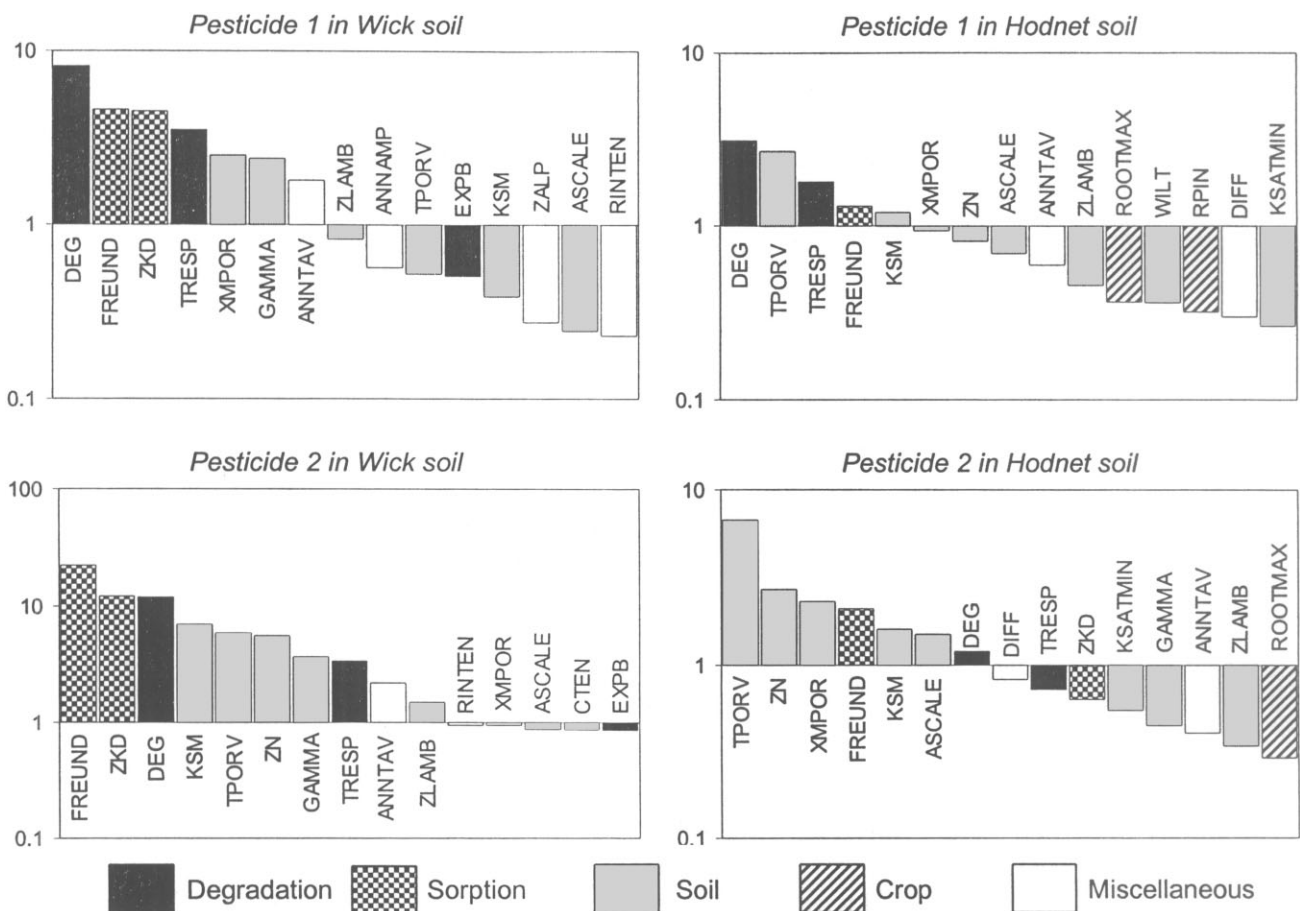 Pesticide 1 in Wick soil
10
1
0.1
DEG
FREUND
ZKD
TRESP
XMPOR
GAMMA
ANNTAV
ZLAMB
ANNAMP
TPORV
EXPB
KSM
ZALP
ASCALE
RINTEN
Pesticide 1 in Hodnet soil
10
1
0.1
DEG
TPORV
TRESP
FREUND
KSM
XMPOR
ZN
ASCALE
ANNTAV
ZLAMB
ROOTMAX
WILT
RPIN
DIFF
KSATMIN
Pesticide 2 in Wick soil
100
10
1
0.1
FREUND
ZKD
DEG
KSM
TPORV
ZN
GAMMA
TRESP
ANNTAV
ZLAMB
RINTEN
XMPOR
ASCALE
CTEN
EXPB
Pesticide 2 in Hodnet soil
10
1
0.1
TPORV
ZN
XMPOR
FREUND
KSM
ASCALE
DEG
DIFF
TRESP
ZKD
KSATMIN
GAMMA
ANNTAV
ZLAMB
ROOTMAX
Degradation
Sorption
Soil
Crop
Miscellaneous